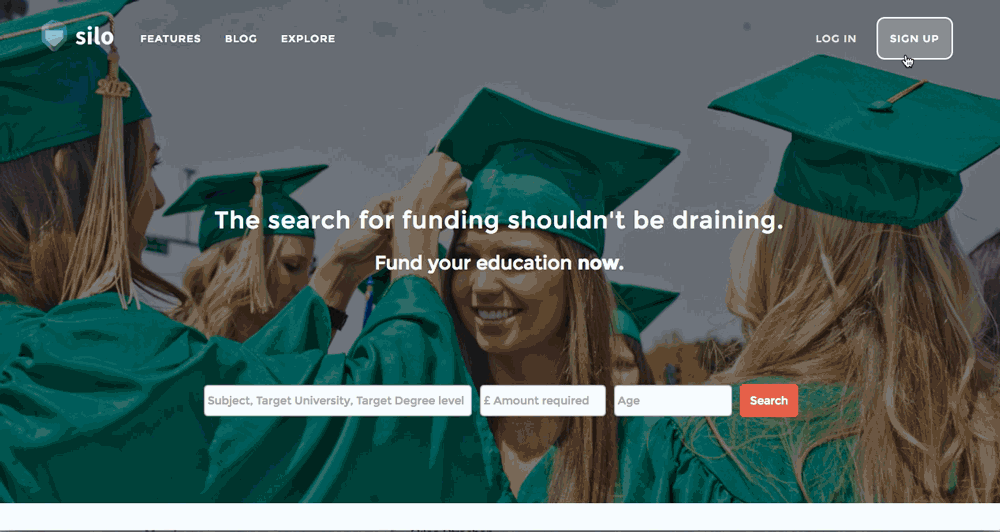 silo
FEATURES
BLOG
EXPLORE
LOG IN
SIGN UP
2012
The search for funding shouldn't be draining.
Fund your education now.
Subject, Target University, Target Degree level
£ Amount required
Age
Search